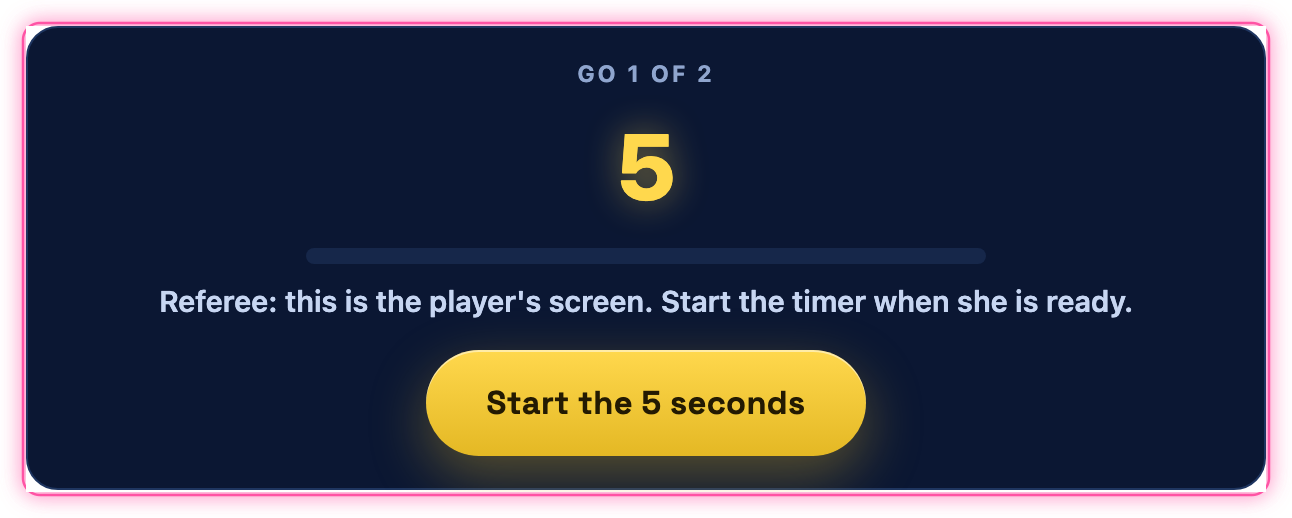 GO 1 OF 2
5
Referee: this is the player's screen. Start the timer when she is ready.
Start the 5 seconds